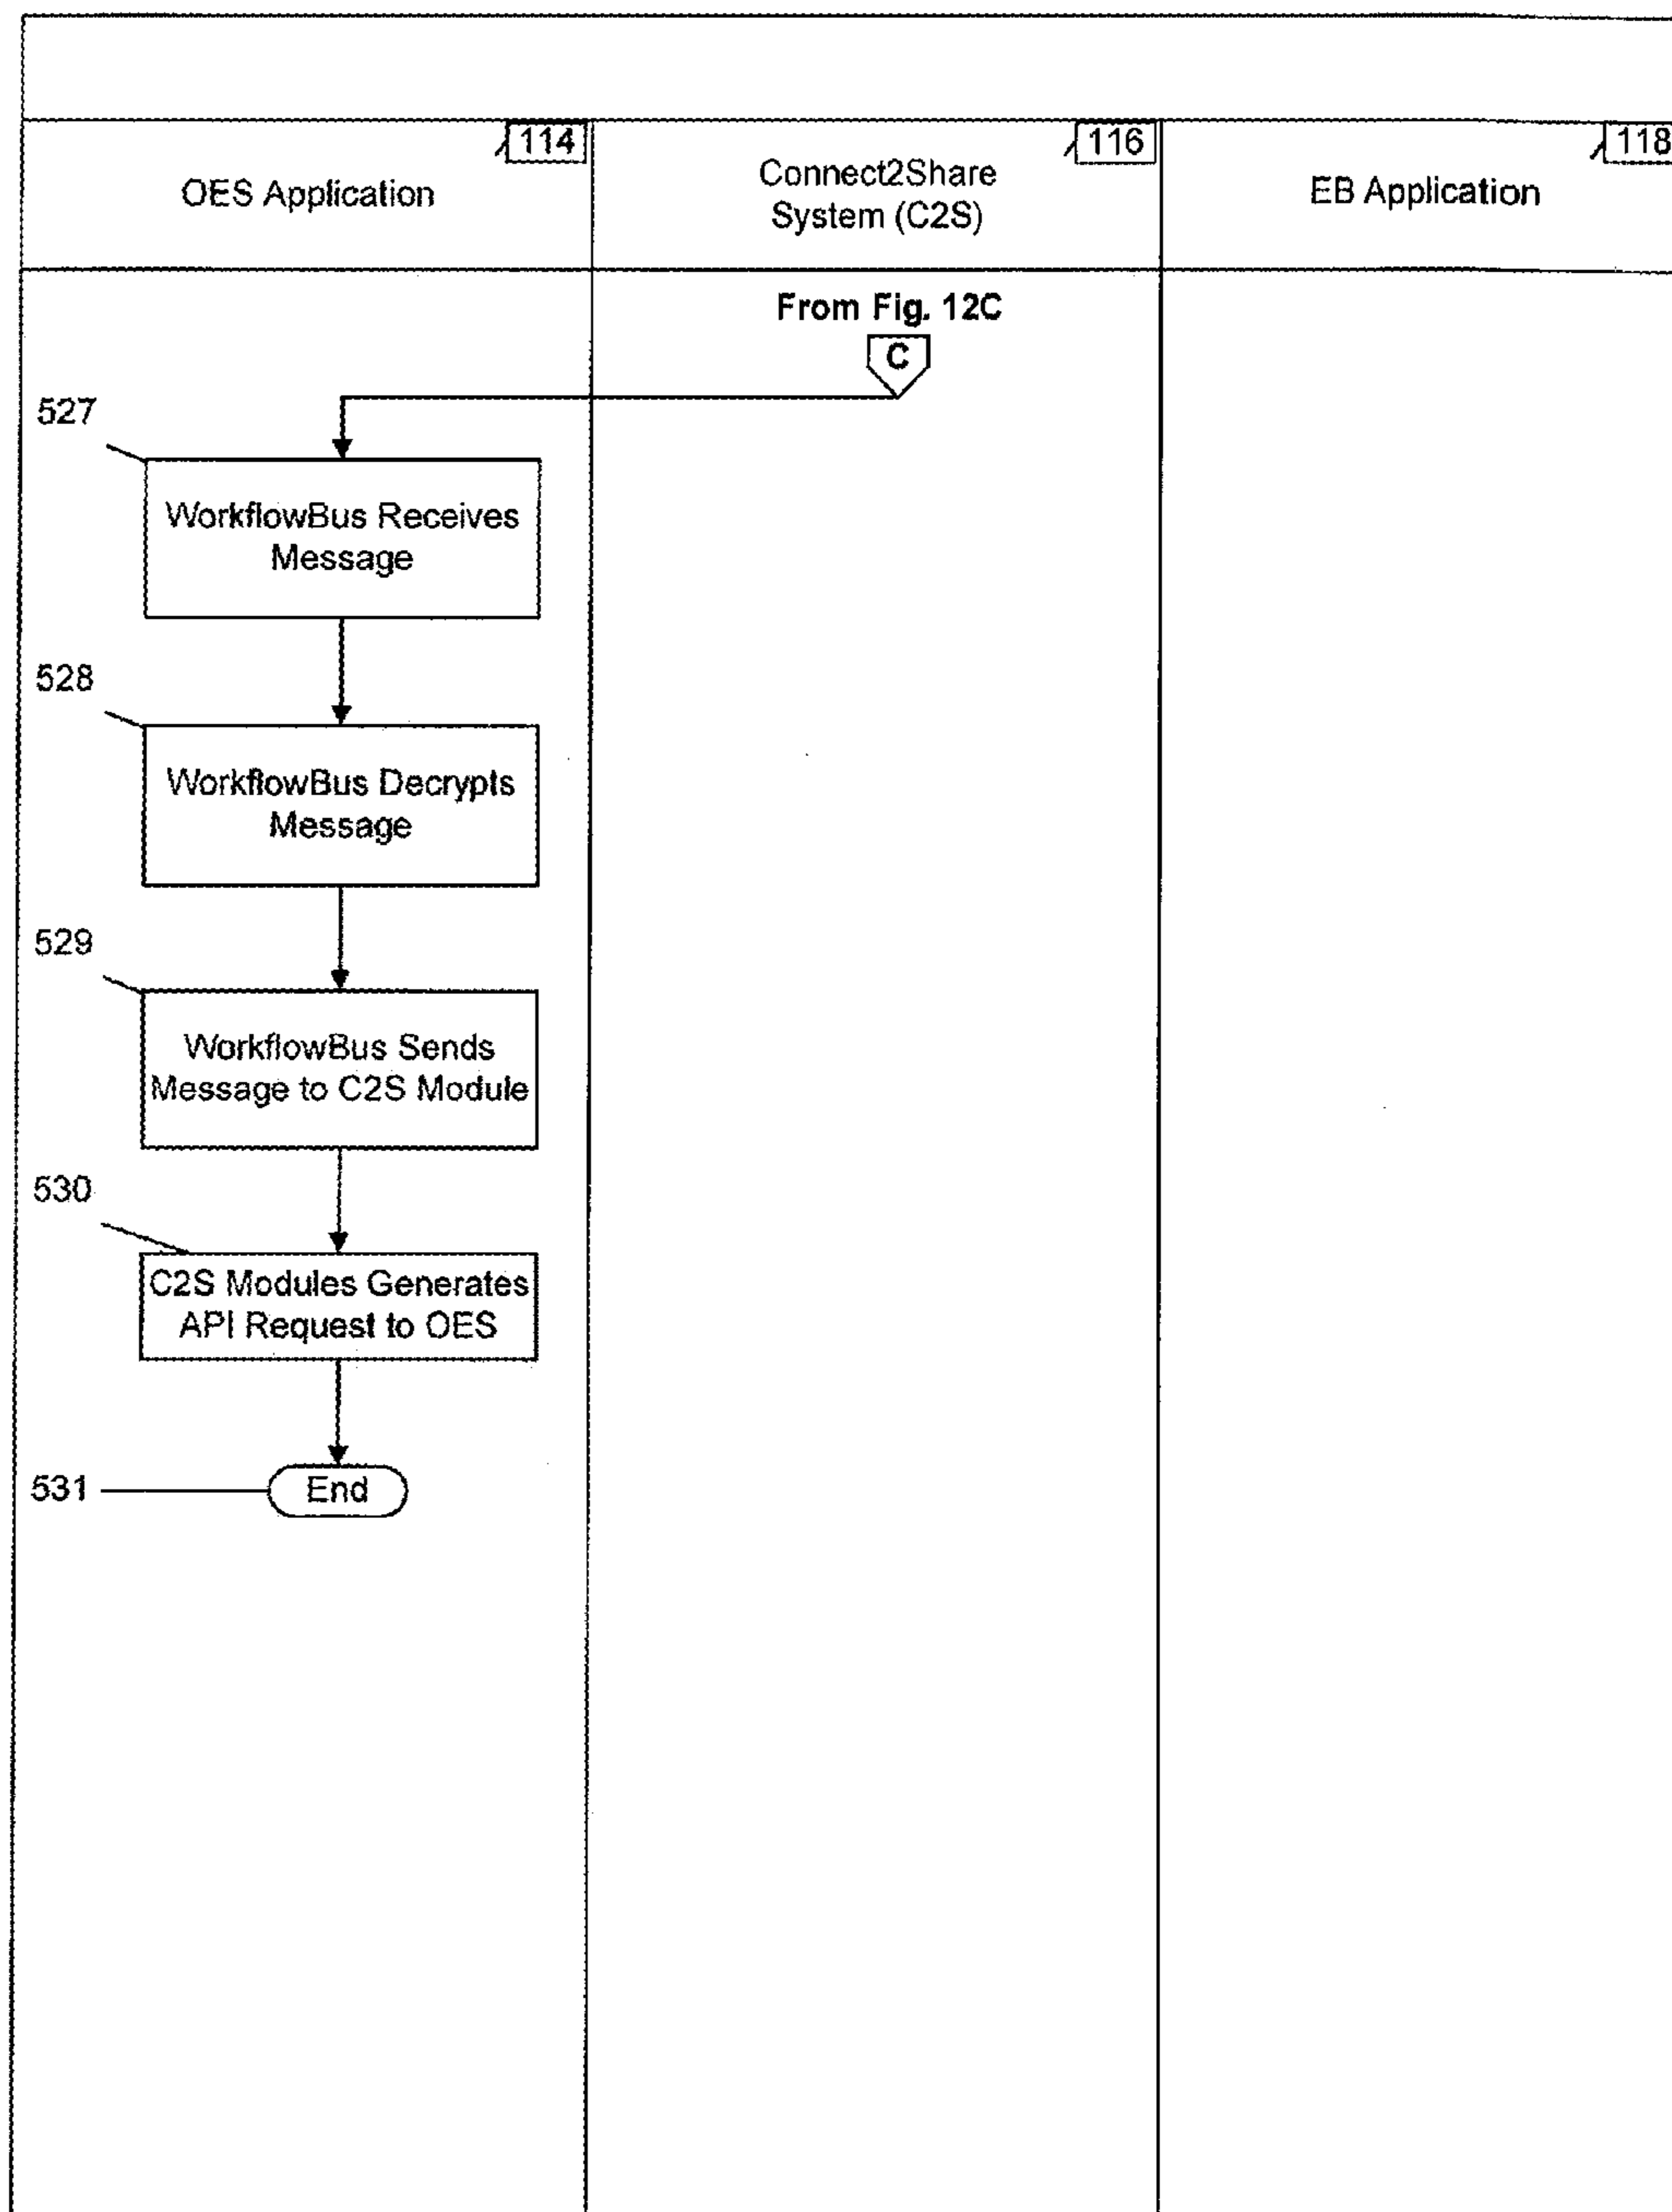 114
OES Application
116
Connect2Share
System (C2S)
118
EB Application
From Fig. 12C
C
527
WorkflowBus Receives
Message
528
WorkflowBus Decrypts
Message
529
WorkflowBus Sends
Message to C2S Module
530
C2S Modules Generates
API Request to OES
531
End